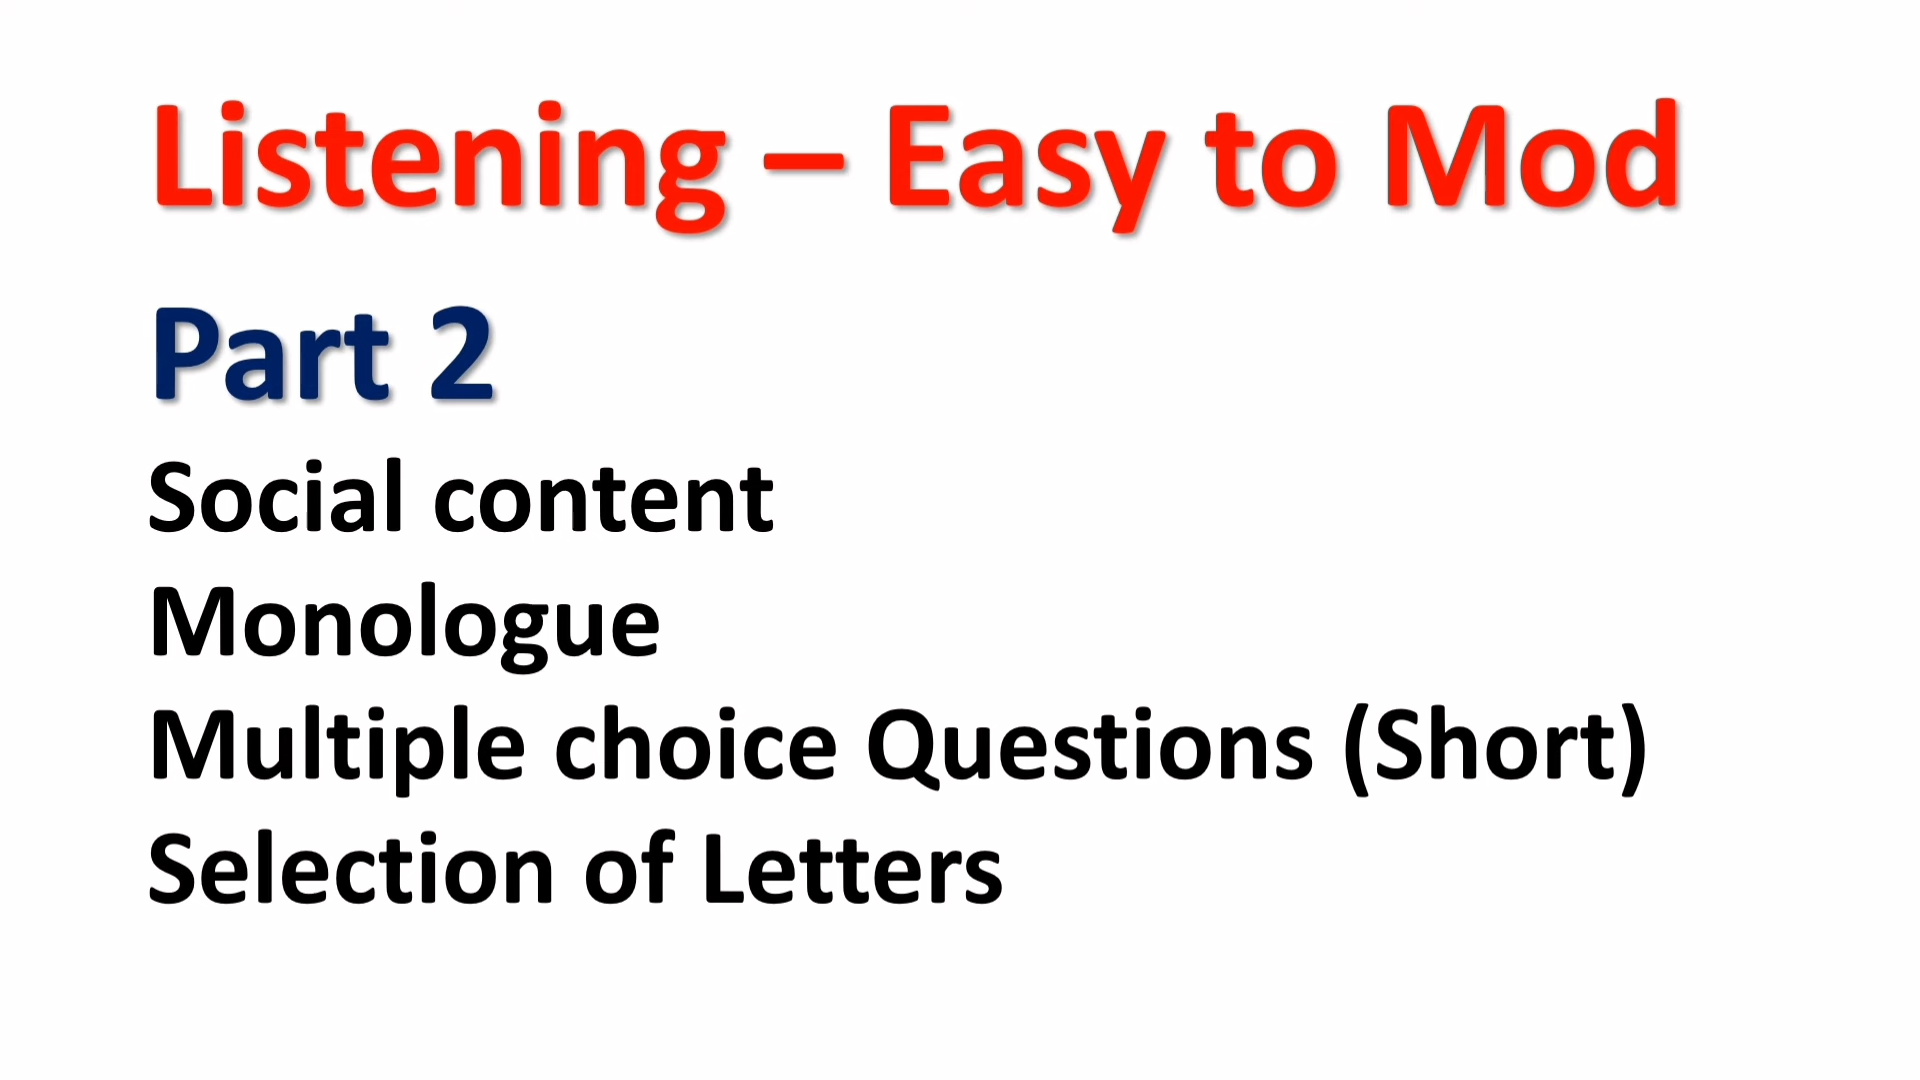 Listening – Easy to Mod
Part 2
Social content
Monologue
Multiple choice Questions (Short)
Selection of Letters